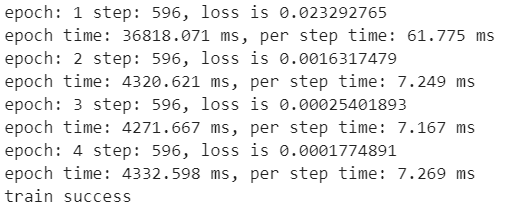 epoch: 1 step: 596, loss is 0.023292765
epoch time: 36818.071 ms, per step time: 61.775 ms
epoch: 2 step: 596, loss is 0.0016317479
epoch time: 4320.621 ms, per step time: 7.249 ms
epoch: 3 step: 596, loss is 0.00025401893
epoch time: 4271.667 ms, per step time: 7.167 ms
epoch: 4 step: 596, loss is 0.0001774891
epoch time: 4332.598 ms, per step time: 7.269 ms
train success